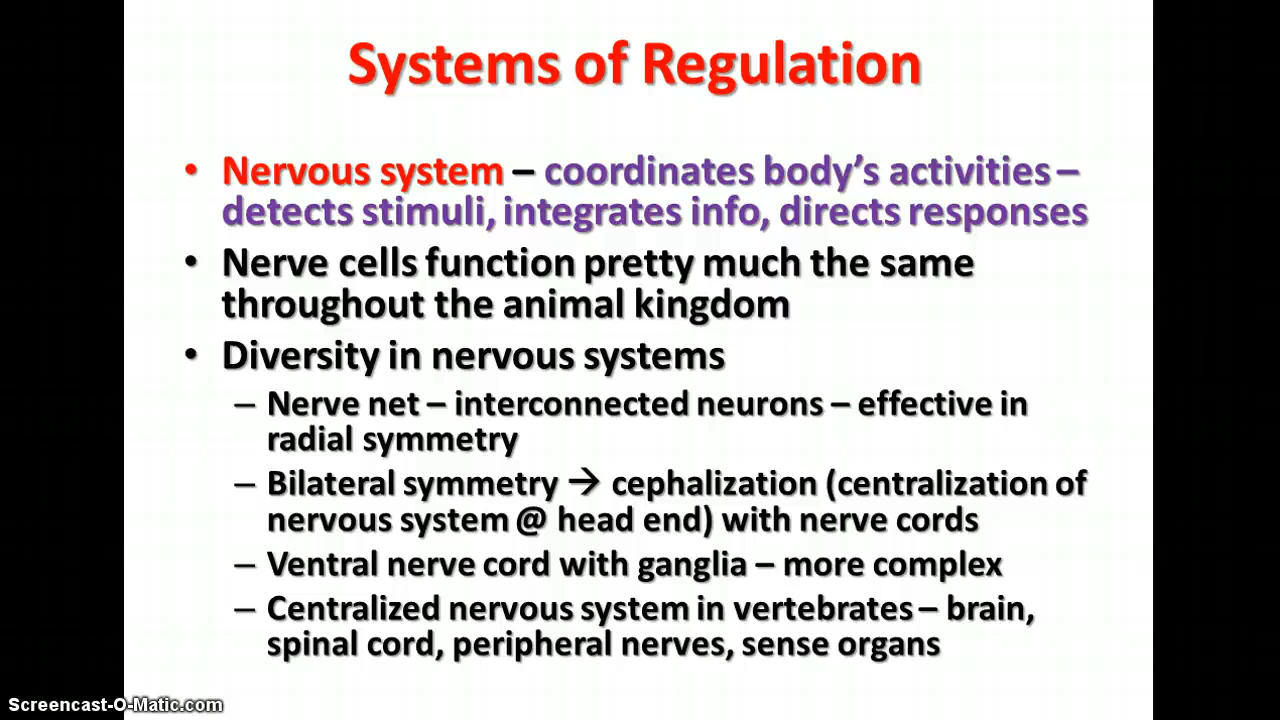 Systems of Regulation
• Nervous system – coordinates body's activities –
detects stimuli, integrates info, directs responses
• Nerve cells function pretty much the same
throughout the animal kingdom
• Diversity in nervous systems
– Nerve net – interconnected neurons – effective in
radial symmetry
– Bilateral symmetry → cephalization (centralization of
nervous system @ head end) with nerve cords
– Ventral nerve cord with ganglia – more complex
– Centralized nervous system in vertebrates – brain,
spinal cord, peripheral nerves, sense organs
Screencast-O-Matic.com